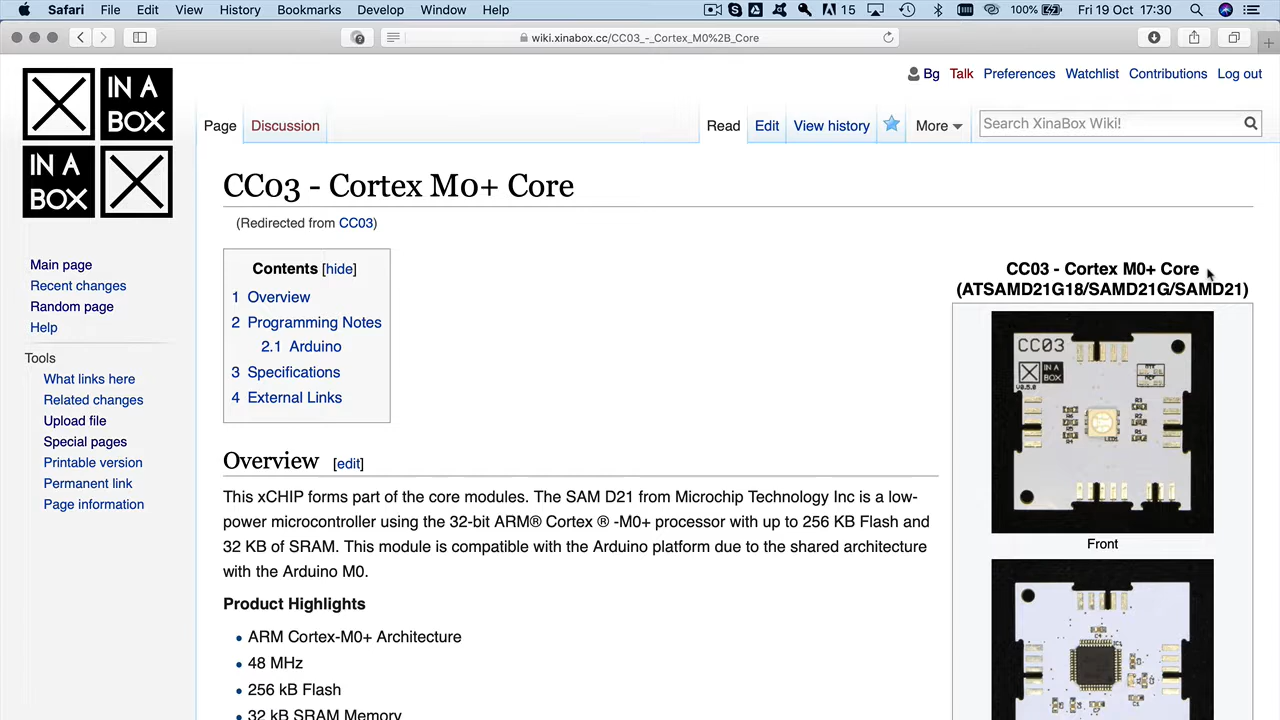 Safari File Edit View History Bookmarks Develop Window Help 15 100% Fri 19 Oct 17:30
wiki.xinabox.cc/CC03_-_Cortex_M0%2B_Core
IN A BOX
IN A BOX
Bg Talk Preferences Watchlist Contributions Log out
Page Discussion Read Edit View history More Search XinaBox Wiki!
Main page
Recent changes
Random page
Help
Tools
What links here
Related changes
Upload file
Special pages
Printable version
Permanent link
Page information
CC03 - Cortex M0+ Core
(Redirected from CC03)
Contents [hide]
1 Overview
2 Programming Notes
2.1 Arduino
3 Specifications
4 External Links
Overview [edit]
This xCHIP forms part of the core modules. The SAM D21 from Microchip Technology Inc is a low-
power microcontroller using the 32-bit ARM® Cortex ® -M0+ processor with up to 256 KB Flash and
32 KB of SRAM. This module is compatible with the Arduino platform due to the shared architecture
with the Arduino M0.
Product Highlights
• ARM Cortex-M0+ Architecture
• 48 MHz
• 256 kB Flash
• 32 kB SRAM Memory
CC03 - Cortex M0+ Core
(ATSAMD21G18/SAMD21G/SAMD21)
CC03
IN A BOX
R3
R2
R1
LED1
Front